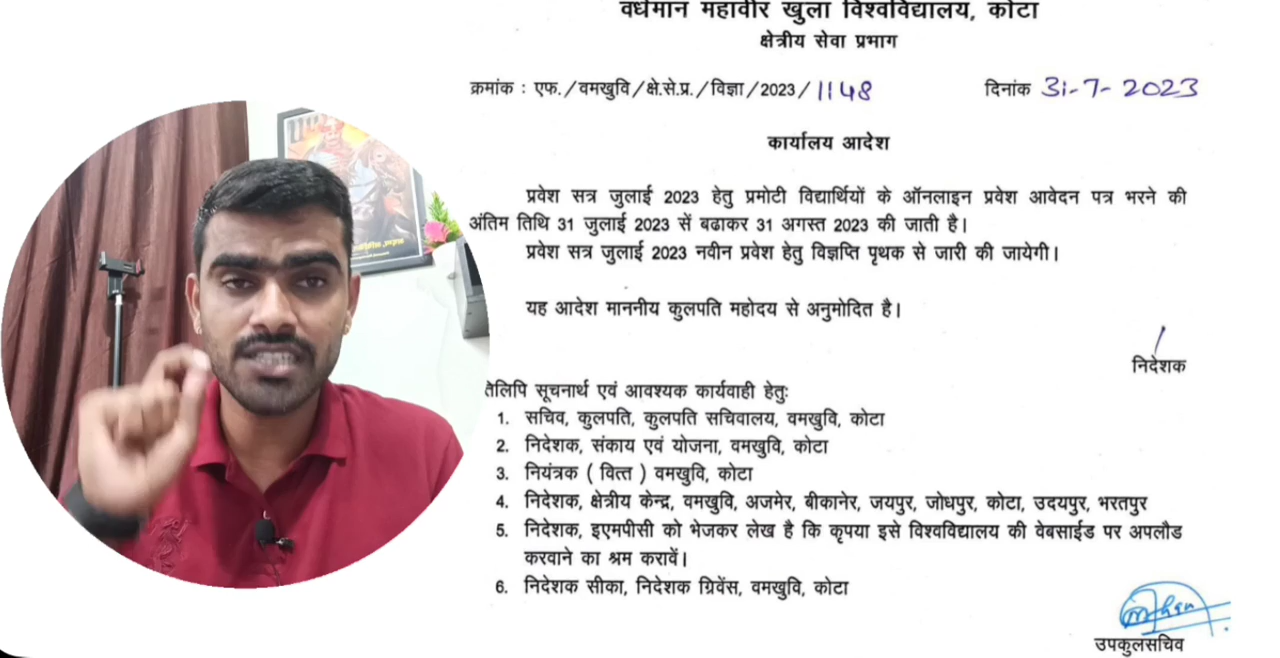 वर्धमान महावीर खुला विश्वविद्यालय, कोटा
क्षेत्रीय सेवा प्रभाग
क्रमांक : एफ./वमखुवि/क्षे.से.प्र./विज्ञा/2023/1148 दिनांक 31-7-2023
कार्यालय आदेश
प्रवेश सत्र जुलाई 2023 हेतु प्रमोटी विद्यार्थियों के ऑनलाइन प्रवेश आवेदन पत्र भरने की
अंतिम तिथि 31 जुलाई 2023 सें बढाकर 31 अगस्त 2023 की जाती है।
प्रवेश सत्र जुलाई 2023 नवीन प्रवेश हेतु विज्ञप्ति पृथक से जारी की जायेगी।
यह आदेश माननीय कुलपति महोदय से अनुमोदित है।
निदेशक
तिलिपि सूचनार्थ एवं आवश्यक कार्यवाही हेतुः
1. सचिव, कुलपति, कुलपति सचिवालय, वमखुवि, कोटा
2. निदेशक, संकाय एवं योजना, वमखुवि, कोटा
3. नियंत्रक ( वित्त ) वमखुवि, कोटा
4. निदेशक, क्षेत्रीय केन्द्र, वमखुवि, अजमेर, बीकानेर, जयपुर, जोधपुर, कोटा, उदयपुर, भरतपुर
5. निदेशक, इएमपीसी को भेजकर लेख है कि कृपया इसे विश्वविद्यालय की वेबसाईड पर अपलौड
करवाने का श्रम करावें।
6. निदेशक सीका, निदेशक ग्रिवेंस, वमखुवि, कोटा
उपकुलसचिव